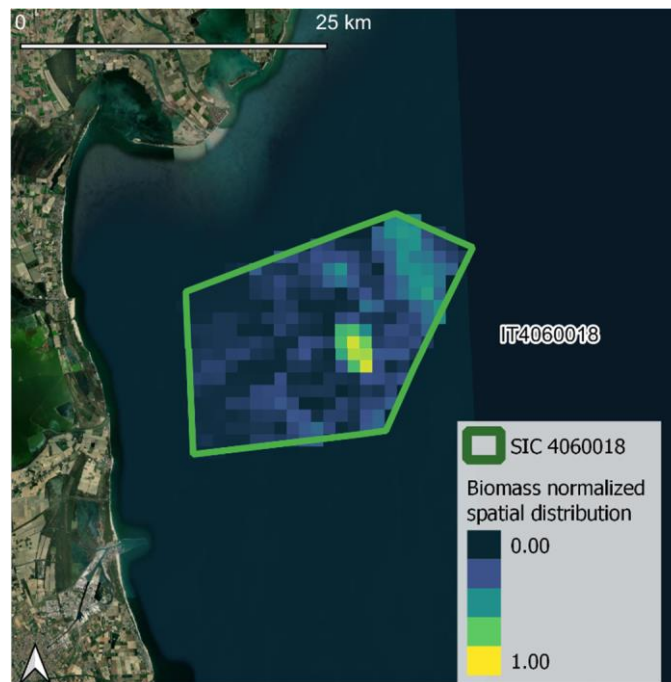 0 25 km
IT4060018
SIC 4060018
Biomass normalized
spatial distribution
0.00
1.00